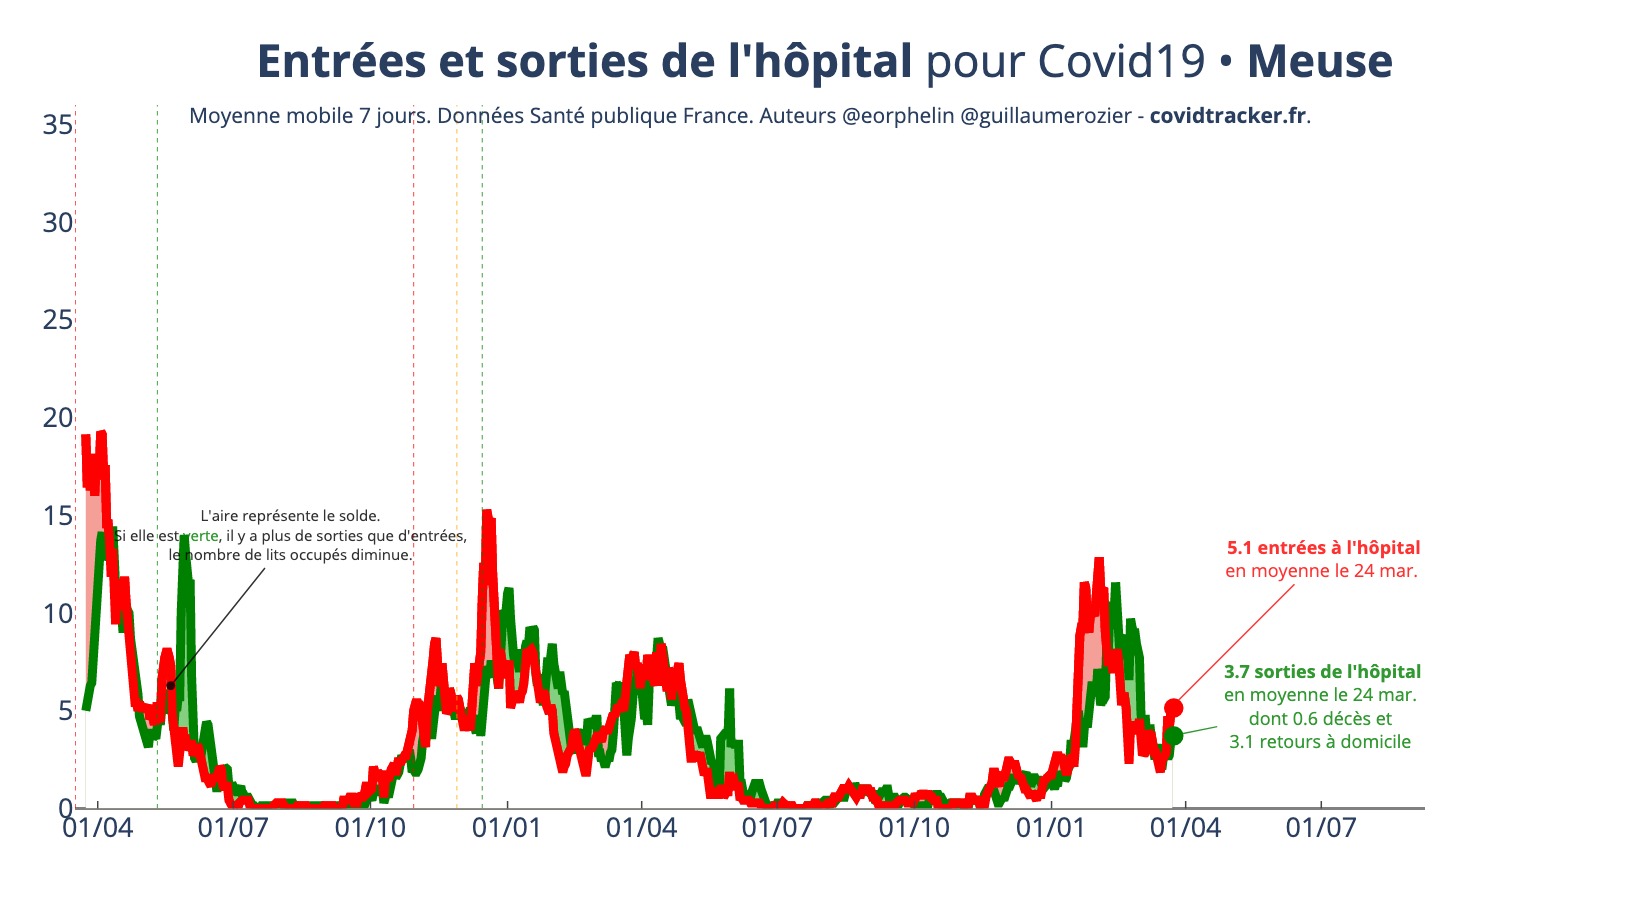 Entrées et sorties de l'hôpital pour Covid19 • Meuse
Moyenne mobile 7 jours. Données Santé publique France. Auteurs @eorphelin @guillaumerozier - covidtracker.fr.
35
30
25
20
15
10
5
0
L'aire représente le solde.
Si elle est verte, il y a plus de sorties que d'entrées,
le nombre de lits occupés diminue.
5.1 entrées à l'hôpital
en moyenne le 24 mar.
3.7 sorties de l'hôpital
en moyenne le 24 mar.
dont 0.6 décès et
3.1 retours à domicile
01/04 01/07 01/10 01/01 01/04 01/07 01/10 01/01 01/04 01/07